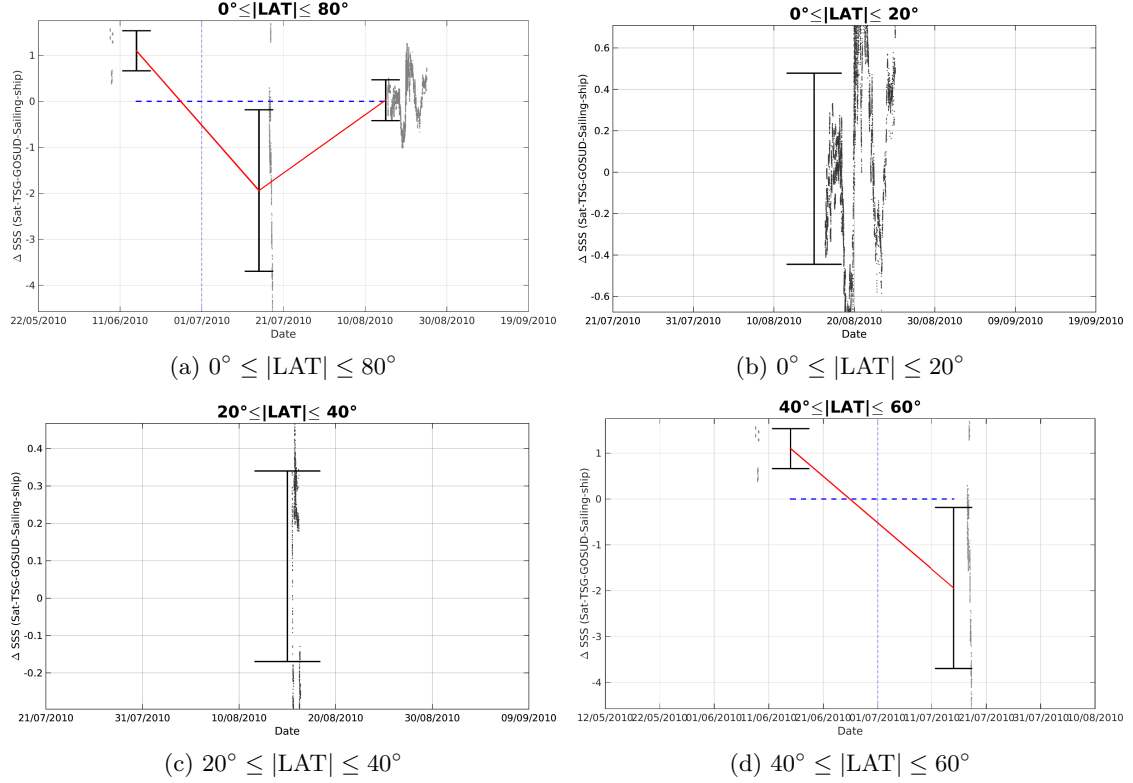 0°≤|LAT|≤ 80°
1
0
-1
-2
-3
-4
Δ SSS (Sat-TSG-GOSUD-Sailing-ship)
22/05/2010 11/06/2010 01/07/2010 21/07/2010 10/08/2010 30/08/2010 19/09/2010
Date
(a) 0° ≤ |LAT| ≤ 80°
0°≤|LAT|≤ 20°
0.6
0.4
0.2
0
-0.2
-0.4
-0.6
Δ SSS (Sat-TSG-GOSUD-Sailing-ship)
21/07/2010 31/07/2010 10/08/2010 20/08/2010 30/08/2010 09/09/2010 19/09/2010
Date
(b) 0° ≤ |LAT| ≤ 20°
20°≤|LAT|≤ 40°
0.4
0.3
0.2
0.1
0
-0.1
-0.2
Δ SSS (Sat-TSG-GOSUD-Sailing-ship)
21/07/2010 31/07/2010 10/08/2010 20/08/2010 30/08/2010 09/09/2010
Date
(c) 20° ≤ |LAT| ≤ 40°
40°≤|LAT|≤ 60°
1
0
-1
-2
-3
-4
Δ SSS (Sat-TSG-GOSUD-Sailing-ship)
12/05/2010 22/05/2010 01/06/2010 11/06/2010 21/06/2010 01/07/2010 11/07/2010 21/07/2010 31/07/2010 10/08/2010
Date
(d) 40° ≤ |LAT| ≤ 60°